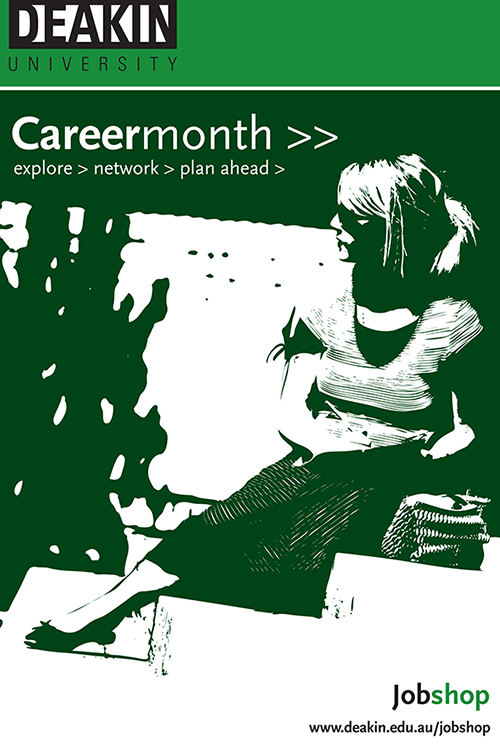 DEAKIN
UNIVERSITY
Careermonth >>
explore > network > plan ahead >
Jobshop
www.deakin.edu.au/jobshop